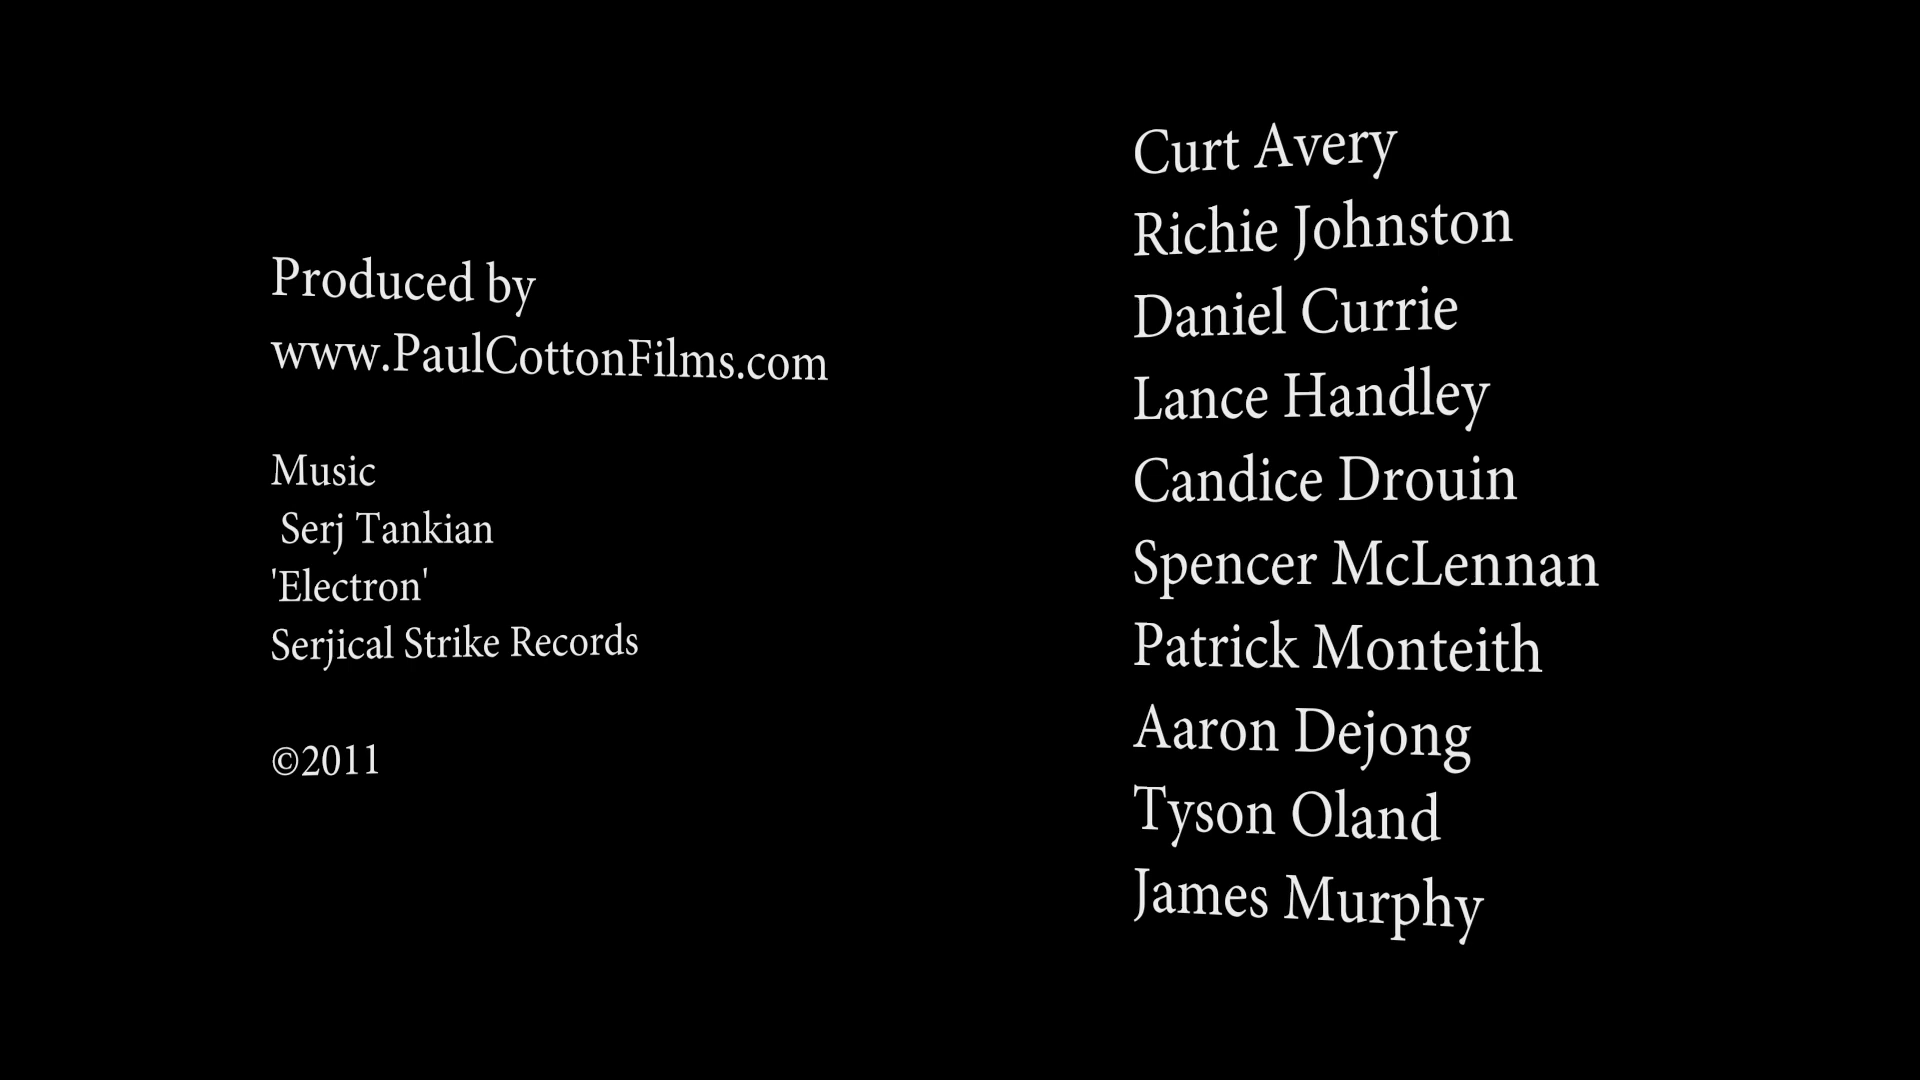 Produced by
www.PaulCottonFilms.com
Music
Serj Tankian
'Electron'
Serjical Strike Records
©2011
Curt Avery
Richie Johnston
Daniel Currie
Lance Handley
Candice Drouin
Spencer McLennan
Patrick Monteith
Aaron Dejong
Tyson Oland
James Murphy